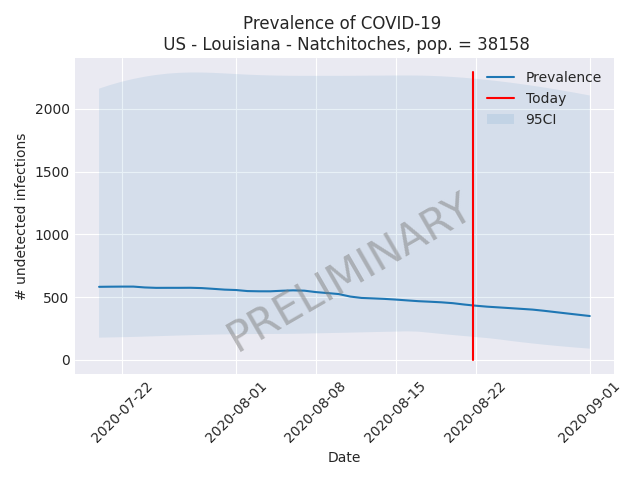 Prevalence of COVID-19
US - Louisiana - Natchitoches, pop. = 38158
Prevalence
Today
95CI
PRELIMINARY
# undetected infections
2000
1500
1000
500
0
2020-07-22
2020-08-01
2020-08-08
2020-08-15
2020-08-22
2020-09-01
Date